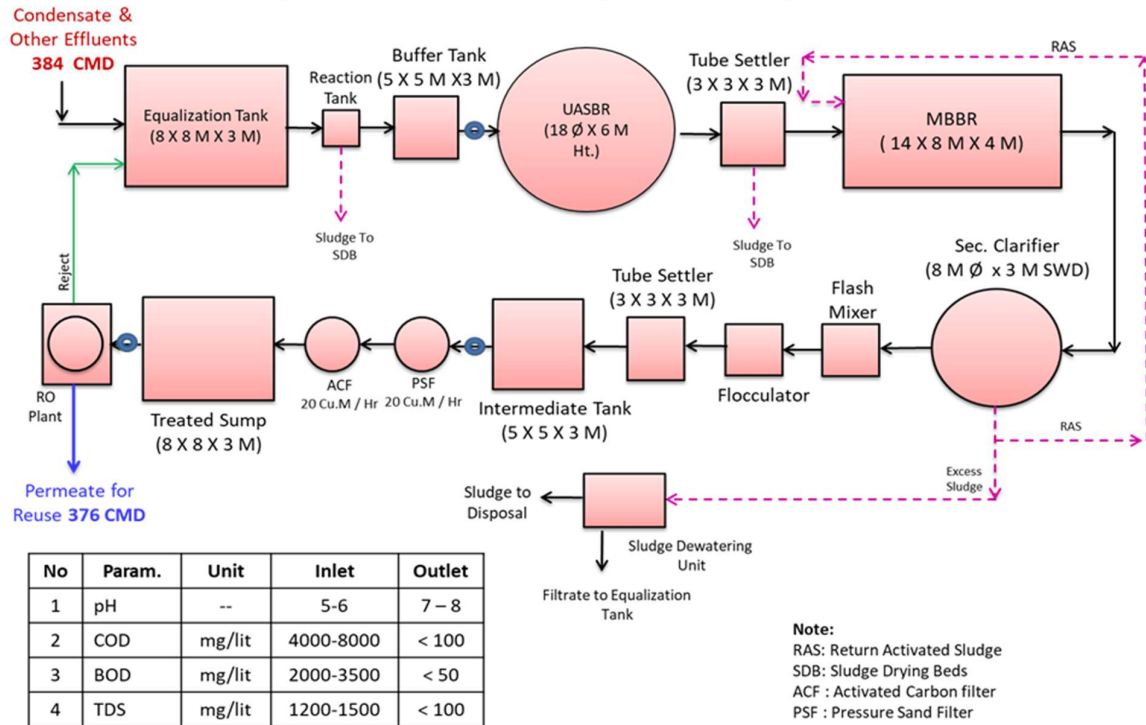 Condensate &
Other Effluents
384 CMD
Equalization Tank
(8 X 8 M X 3 M)
Reaction
Tank
Buffer Tank
(5 X 5 M X3 M)
UASBR
(18 Ø X 6 M
Ht.)
Tube Settler
(3 X 3 X 3 M)
RAS
MBBR
( 14 X 8 M X 4 M)
Sludge To
SDB
Sludge To
SDB
Reject
RO
Plant
Treated Sump
(8 X 8 X 3 M)
ACF
20 Cu.M / Hr
PSF
20 Cu.M / Hr
Intermediate Tank
(5 X 5 X 3 M)
Tube Settler
(3 X 3 X 3 M)
Flocculator
Flash
Mixer
Sec. Clarifier
(8 M Ø x 3 M SWD)
RAS
Excess
Sludge
Permeate for
Reuse 376 CMD
Sludge to
Disposal
Sludge Dewatering
Unit
Filtrate to Equalization
Tank
No Param. Unit Inlet Outlet
1 pH -- 5-6 7 – 8
2 COD mg/lit 4000-8000 < 100
3 BOD mg/lit 2000-3500 < 50
4 TDS mg/lit 1200-1500 < 100
Note:
RAS: Return Activated Sludge
SDB: Sludge Drying Beds
ACF : Activated Carbon filter
PSF : Pressure Sand Filter